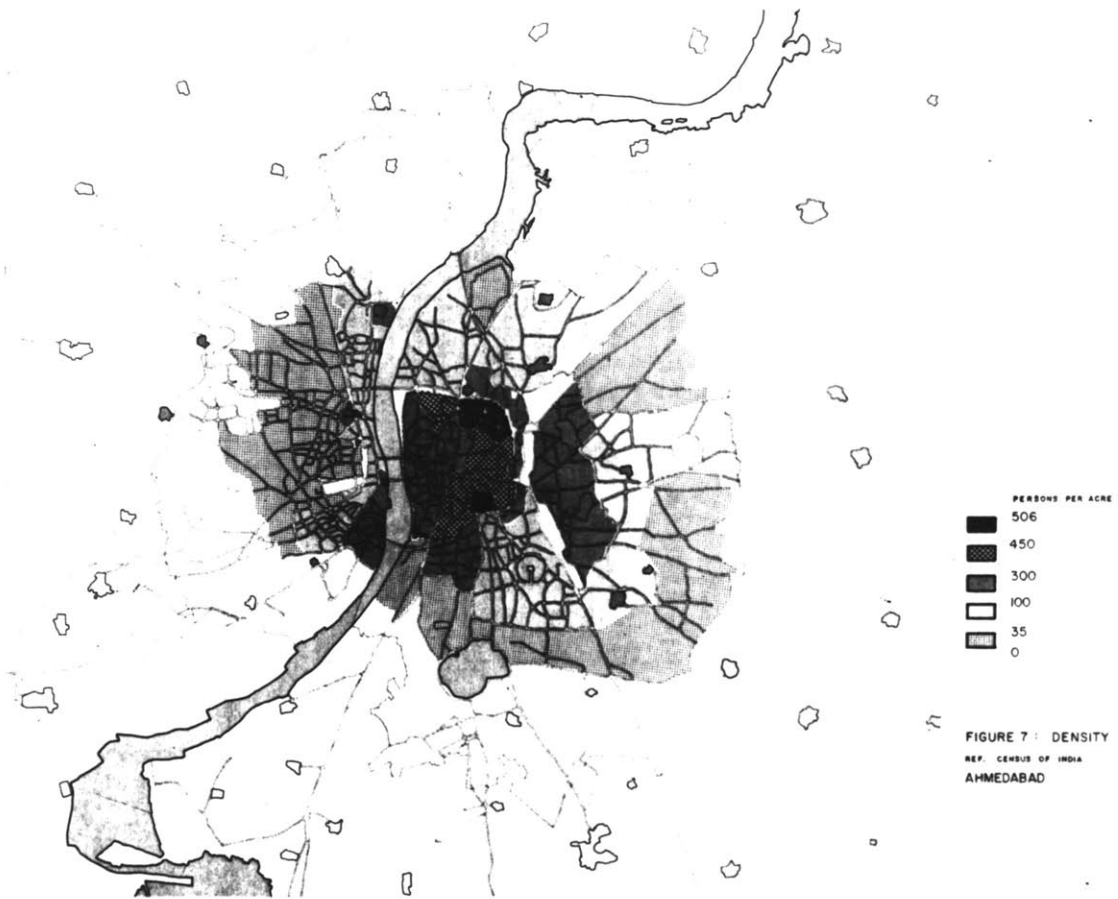 PERSONS PER ACRE
506
450
300
100
35
0
FIGURE 7 : DENSITY
REF. CENSUS OF INDIA
AHMEDABAD